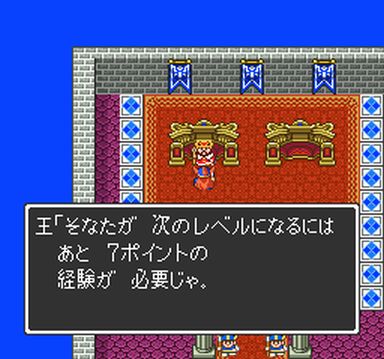 王「そなたが 次のレベルになるには
あと 7ポイントの
経験が 必要じゃ。